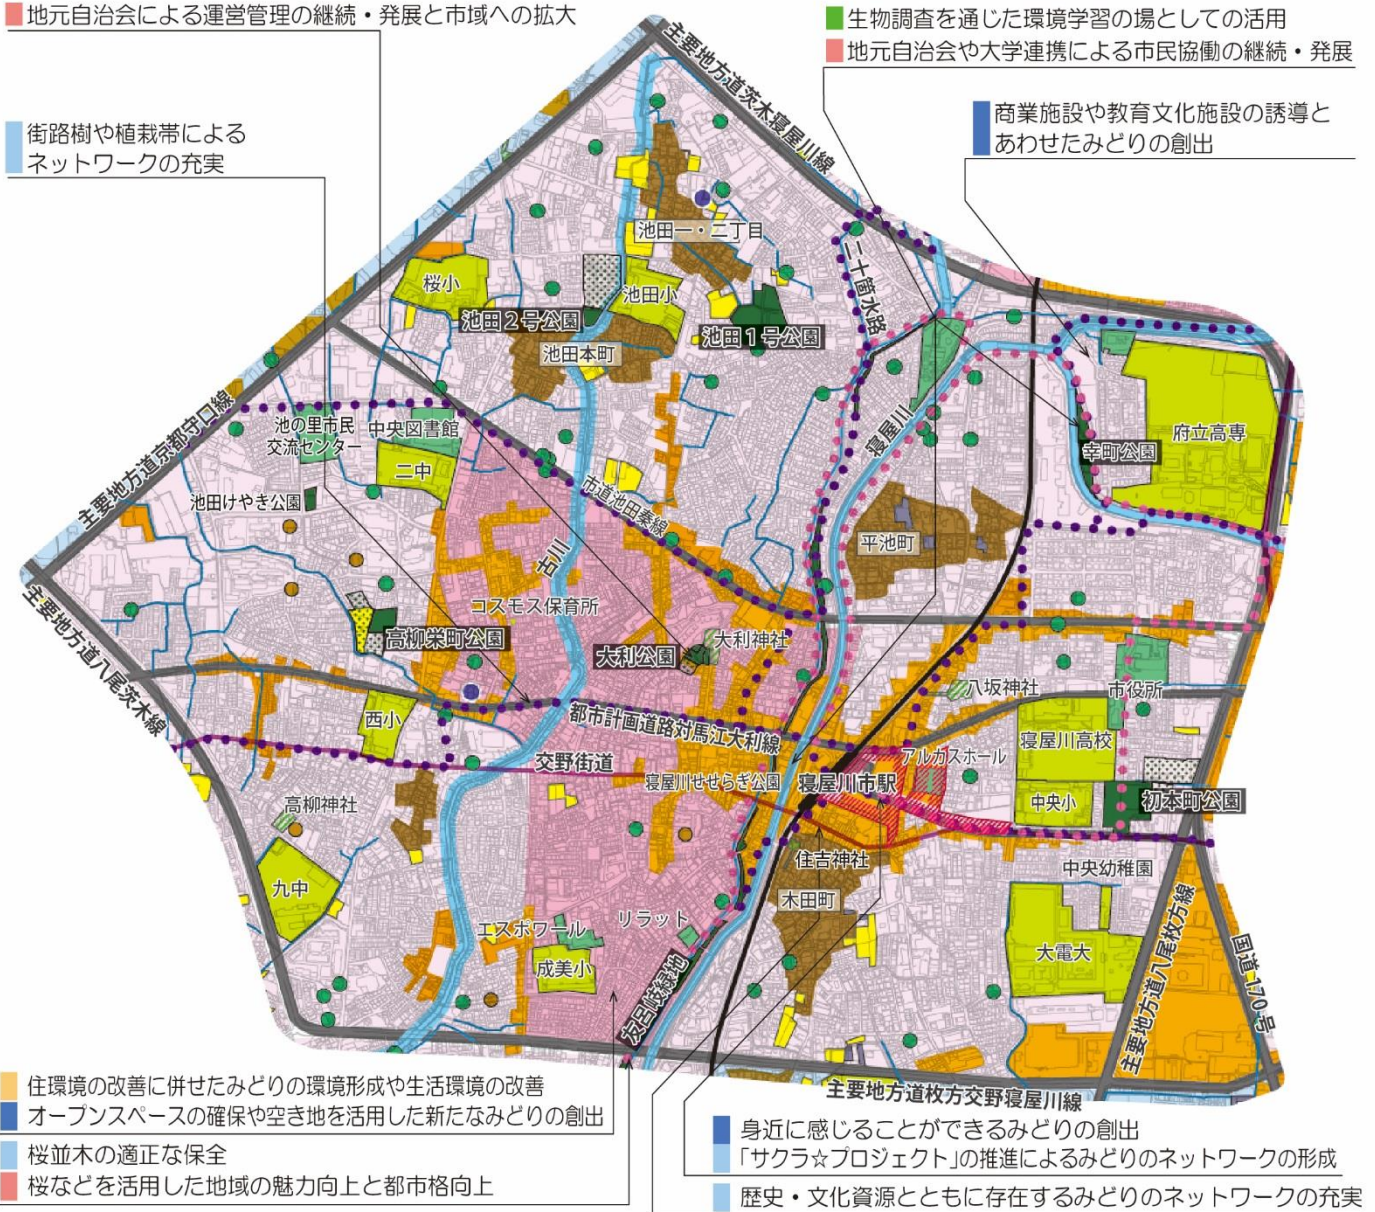 地元自治会による運営管理の継続・発展と市域への拡大
生物調査を通じた環境学習の場としての活用
地元自治会や大学連携による市民協働の継続・発展
街路樹や植栽帯による
ネットワークの充実
商業施設や教育文化施設の誘導と
あわせたみどりの創出
主要地方道茨木寝屋川線
池田一・二丁目
二十箇水路
桜小
池田小
池田2号公園
池田1号公園
池田本町
主要地方道京都守口線
池の里市民
交流センター
中央図書館
二中
寝屋川
幸町公園
府立高専
池田けやき公園
市道池田秦線
平池町
古川
コスモス保育所
高柳栄町公園
大利公園
大利神社
主要地方道八尾茨木線
八坂神社
市役所
西小
都市計画道路対馬江大利線
寝屋川高校
交野街道
アルカスホール
寝屋川せせらぎ公園
寝屋川市駅
中央小
初本町公園
高柳神社
住吉神社
中央幼稚園
九中
木田町
エスポワール
リラット
成美小
大電大
友呂岐緑地
主要地方道八尾枚方線
国道170号
主要地方道枚方交野寝屋川線
住環境の改善に併せたみどりの環境形成や生活環境の改善
オープンスペースの確保や空き地を活用した新たなみどりの創出
桜並木の適正な保全
桜などを活用した地域の魅力向上と都市格向上
身近に感じることができるみどりの創出
「サクラ☆プロジェクト」の推進によるみどりのネットワークの形成
歴史・文化資源とともに存在するみどりのネットワークの充実